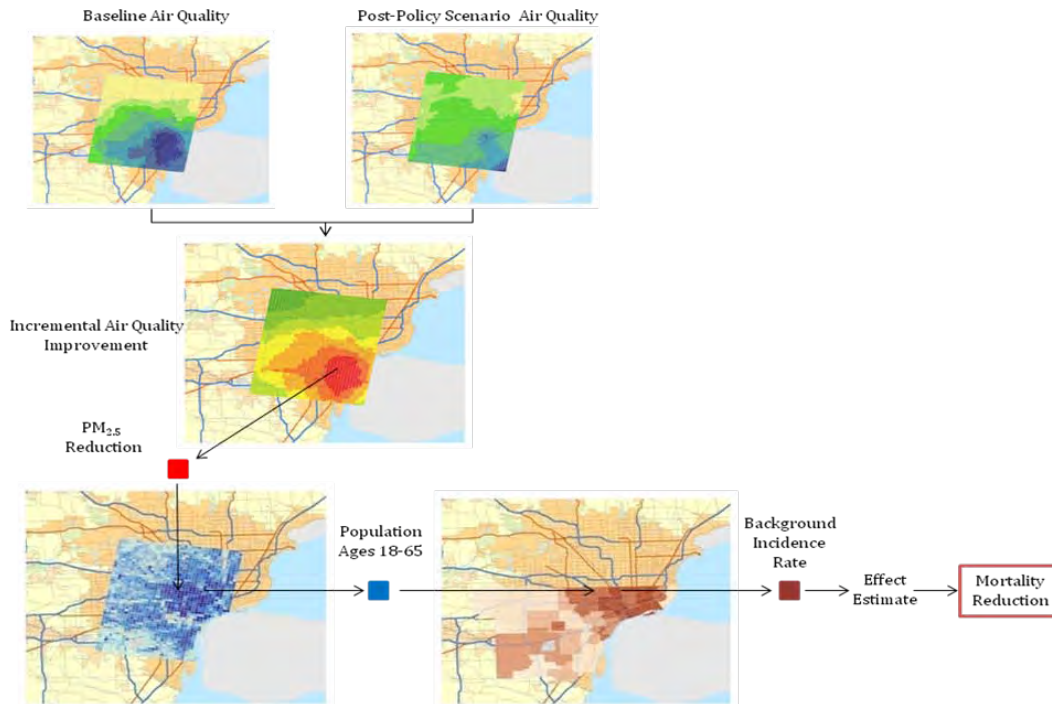 Baseline Air Quality
Post-Policy Scenario Air Quality
Incremental Air Quality
Improvement
PM₂.₅
Reduction
Population
Ages 18-65
Background
Incidence
Rate
Effect
Estimate
Mortality
Reduction